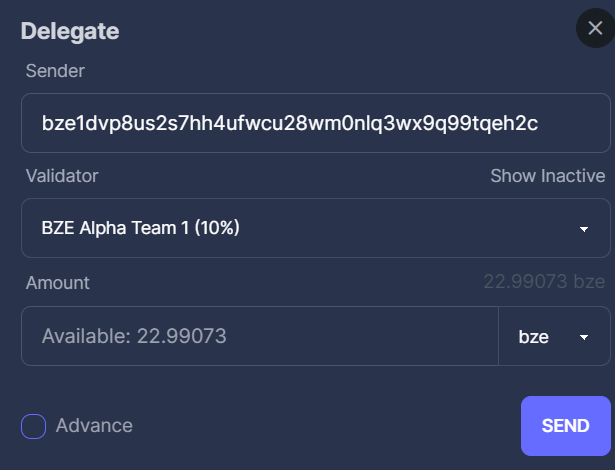 Delegate
Sender
bze1dvp8us2s7hh4ufwcu28wm0nlq3wx9q99tqeh2c
Validator Show Inactive
BZE Alpha Team 1 (10%)
Amount 22.99073 bze
Available: 22.99073 bze
Advance SEND